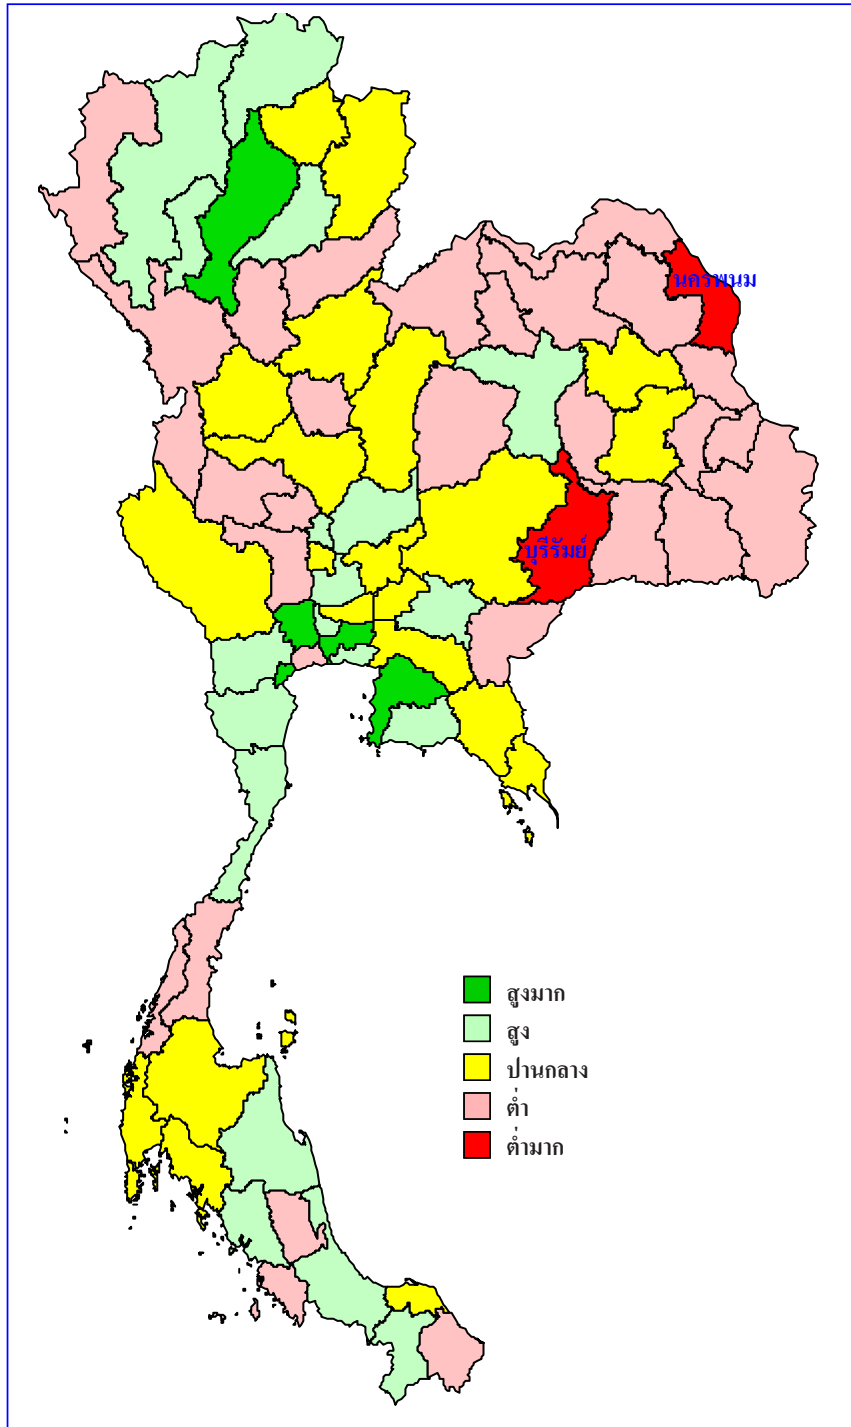 นครพนม
บุรีรัมย์
สูงมาก
สูง
ปานกลาง
ต่ำ
ต่ำมาก